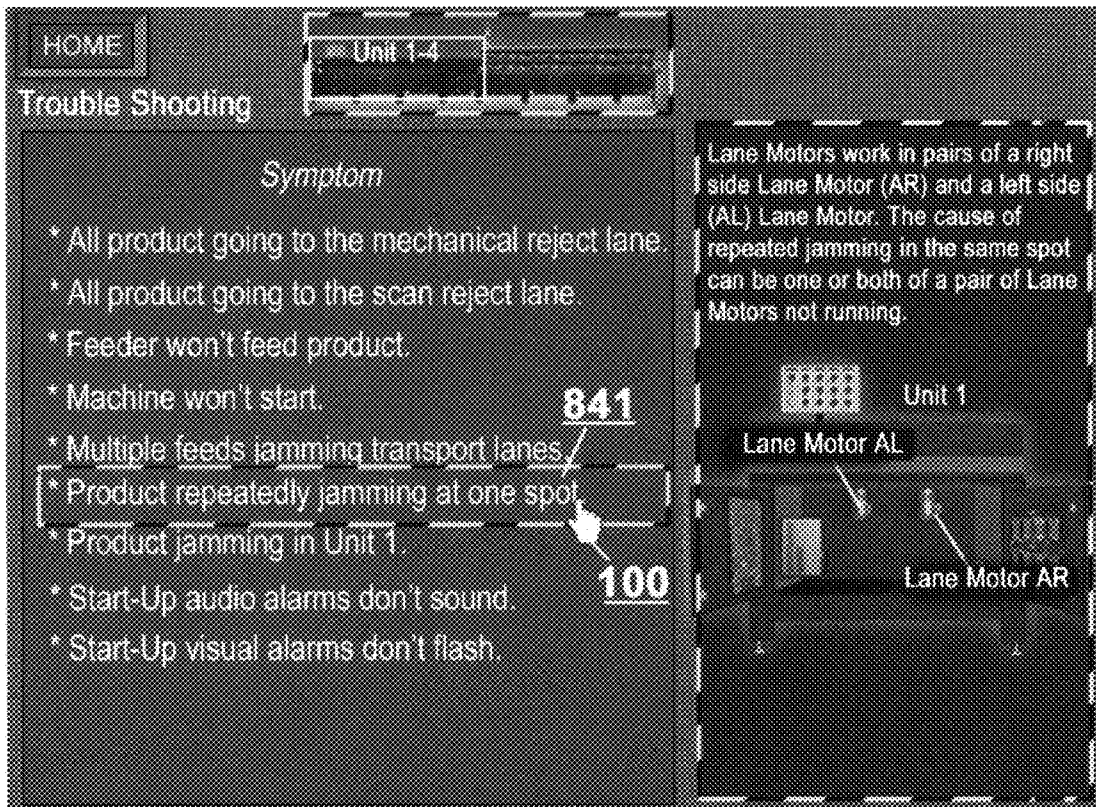 HOME
Unit 1-4
Trouble Shooting
Symptom
* All product going to the mechanical reject lane.
* All product going to the scan reject lane.
* Feeder won't feed product.
* Machine won't start.
841
* Multiple feeds jamming transport lanes.
* Product repeatedly jamming at one spot.
* Product jamming in Unit 1.
100
* Start-Up audio alarms don't sound.
* Start-Up visual alarms don't flash.
Lane Motors work in pairs of a right
side Lane Motor (AR) and a left side
(AL) Lane Motor. The cause of
repeated jamming in the same spot
can be one or both of a pair of Lane
Motors not running.
Unit 1
Lane Motor AL
Lane Motor AR